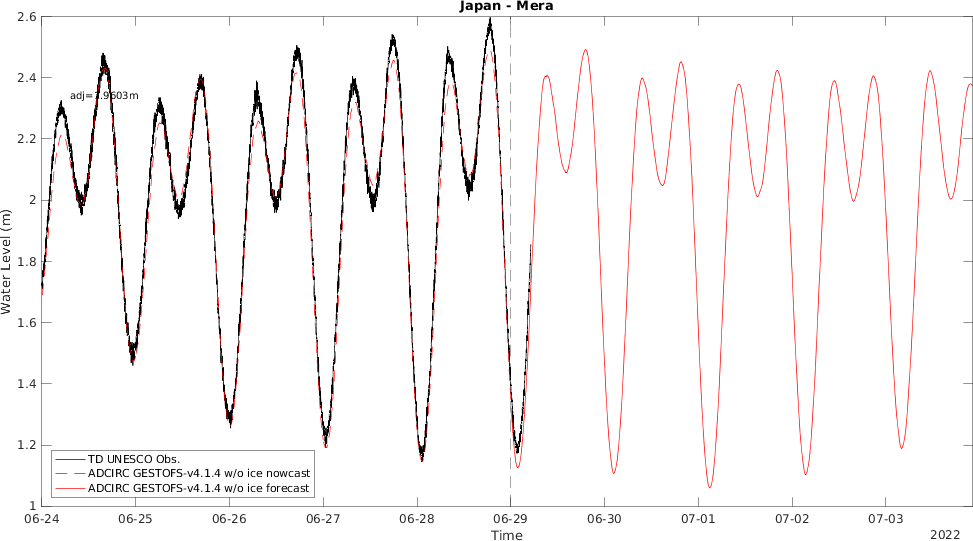 Japan - Mera
2.6
2.4
2.2
2
1.8
1.6
1.4
1.2
1
Water Level (m)
adj=1.9603m
TD UNESCO Obs.
ADCIRC GESTOFS-v4.1.4 w/o ice nowcast
ADCIRC GESTOFS-v4.1.4 w/o ice forecast
06-24 06-25 06-26 06-27 06-28 06-29 06-30 07-01 07-02 07-03
Time
2022